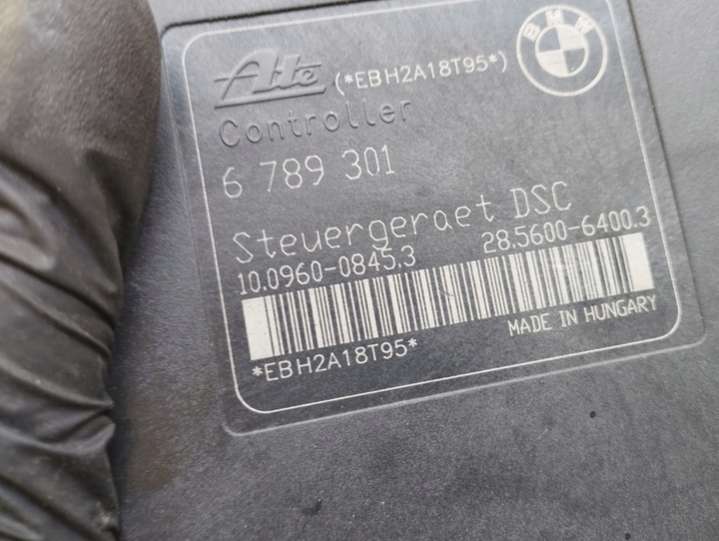 Ate (*EBH2A18T95*) BMW
Controller
6 789 301
Steuergeraet DSC
10.0960-0845.3 28.5600-6400.3
MADE IN HUNGARY
*EBH2A18T95*